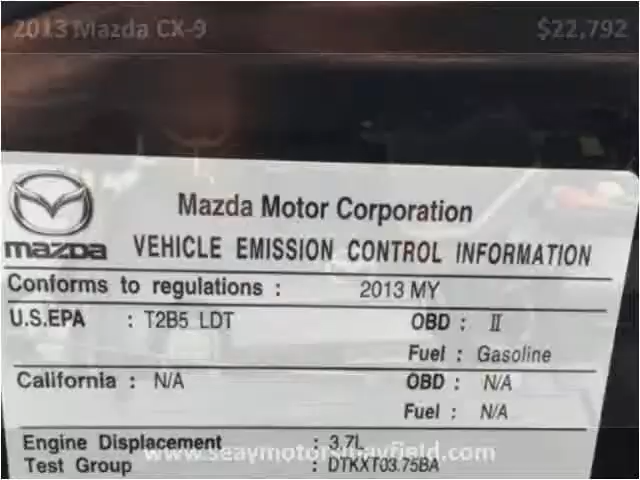 2013 Mazda CX-9 $22,792
Mazda Motor Corporation
mazda VEHICLE EMISSION CONTROL INFORMATION
Conforms to regulations : 2013 MY
U.S.EPA : T2B5 LDT OBD : II
Fuel : Gasoline
California : N/A OBD : N/A
Fuel : N/A
Engine Displacement : 3.7L
www.seaymotorsmayfield.com
Test Group : DTKXT03.75BA